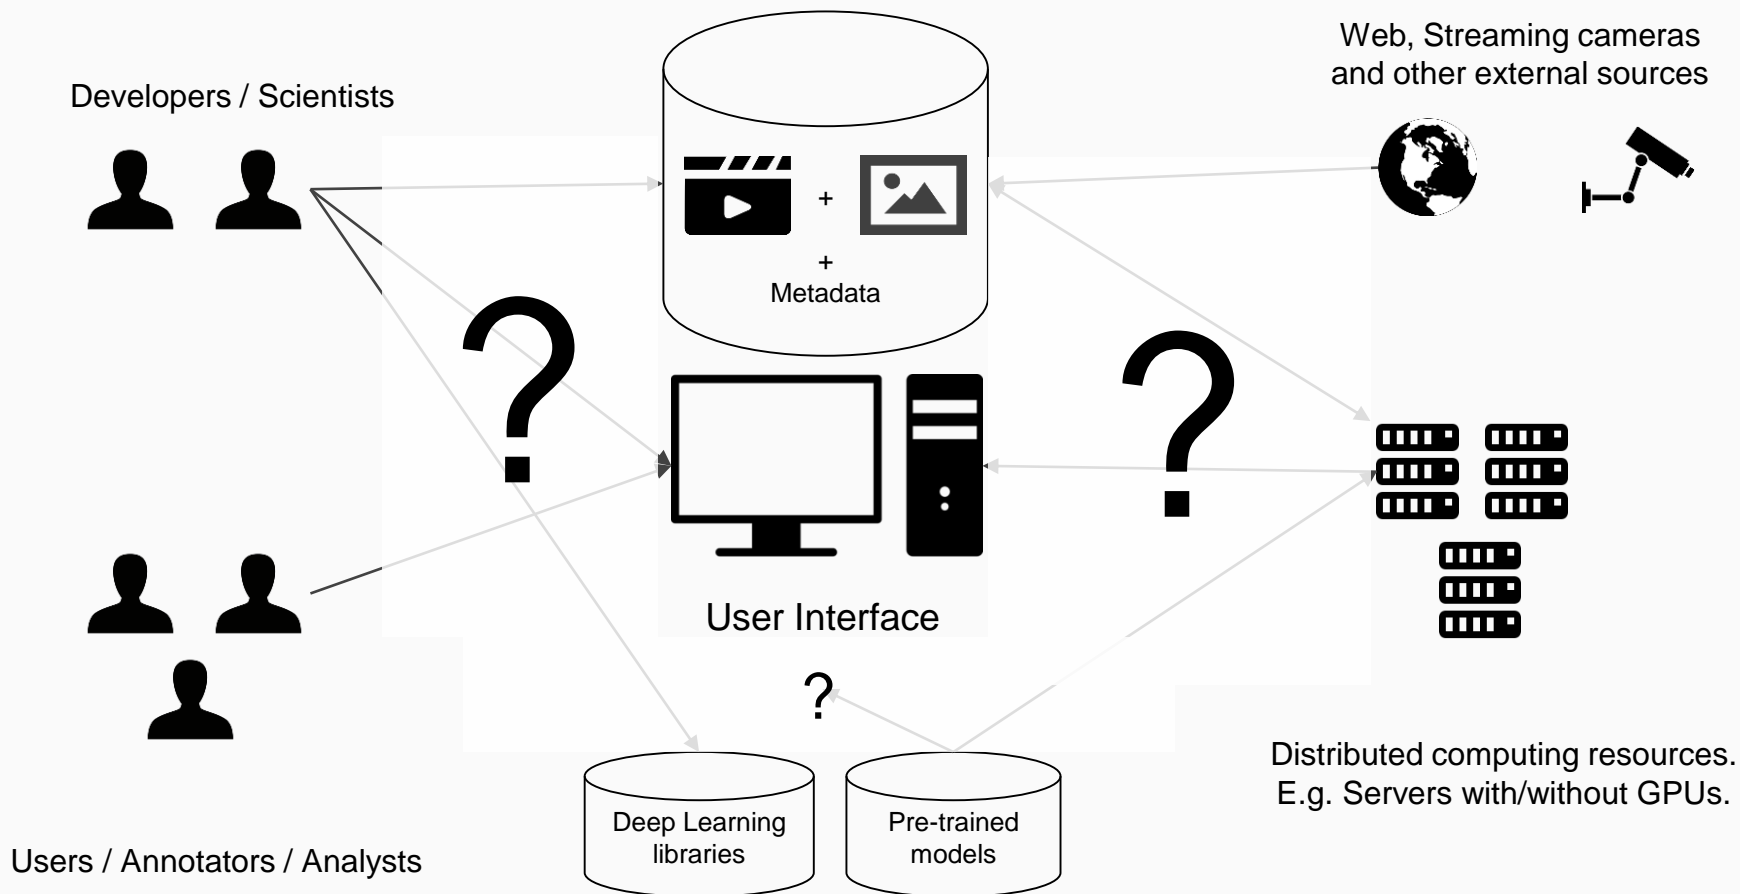 Web, Streaming cameras
and other external sources
Developers / Scientists
+
+
Metadata
?
?
User Interface
?
Distributed computing resources.
E.g. Servers with/without GPUs.
Deep Learning
libraries
Pre-trained
models
Users / Annotators / Analysts